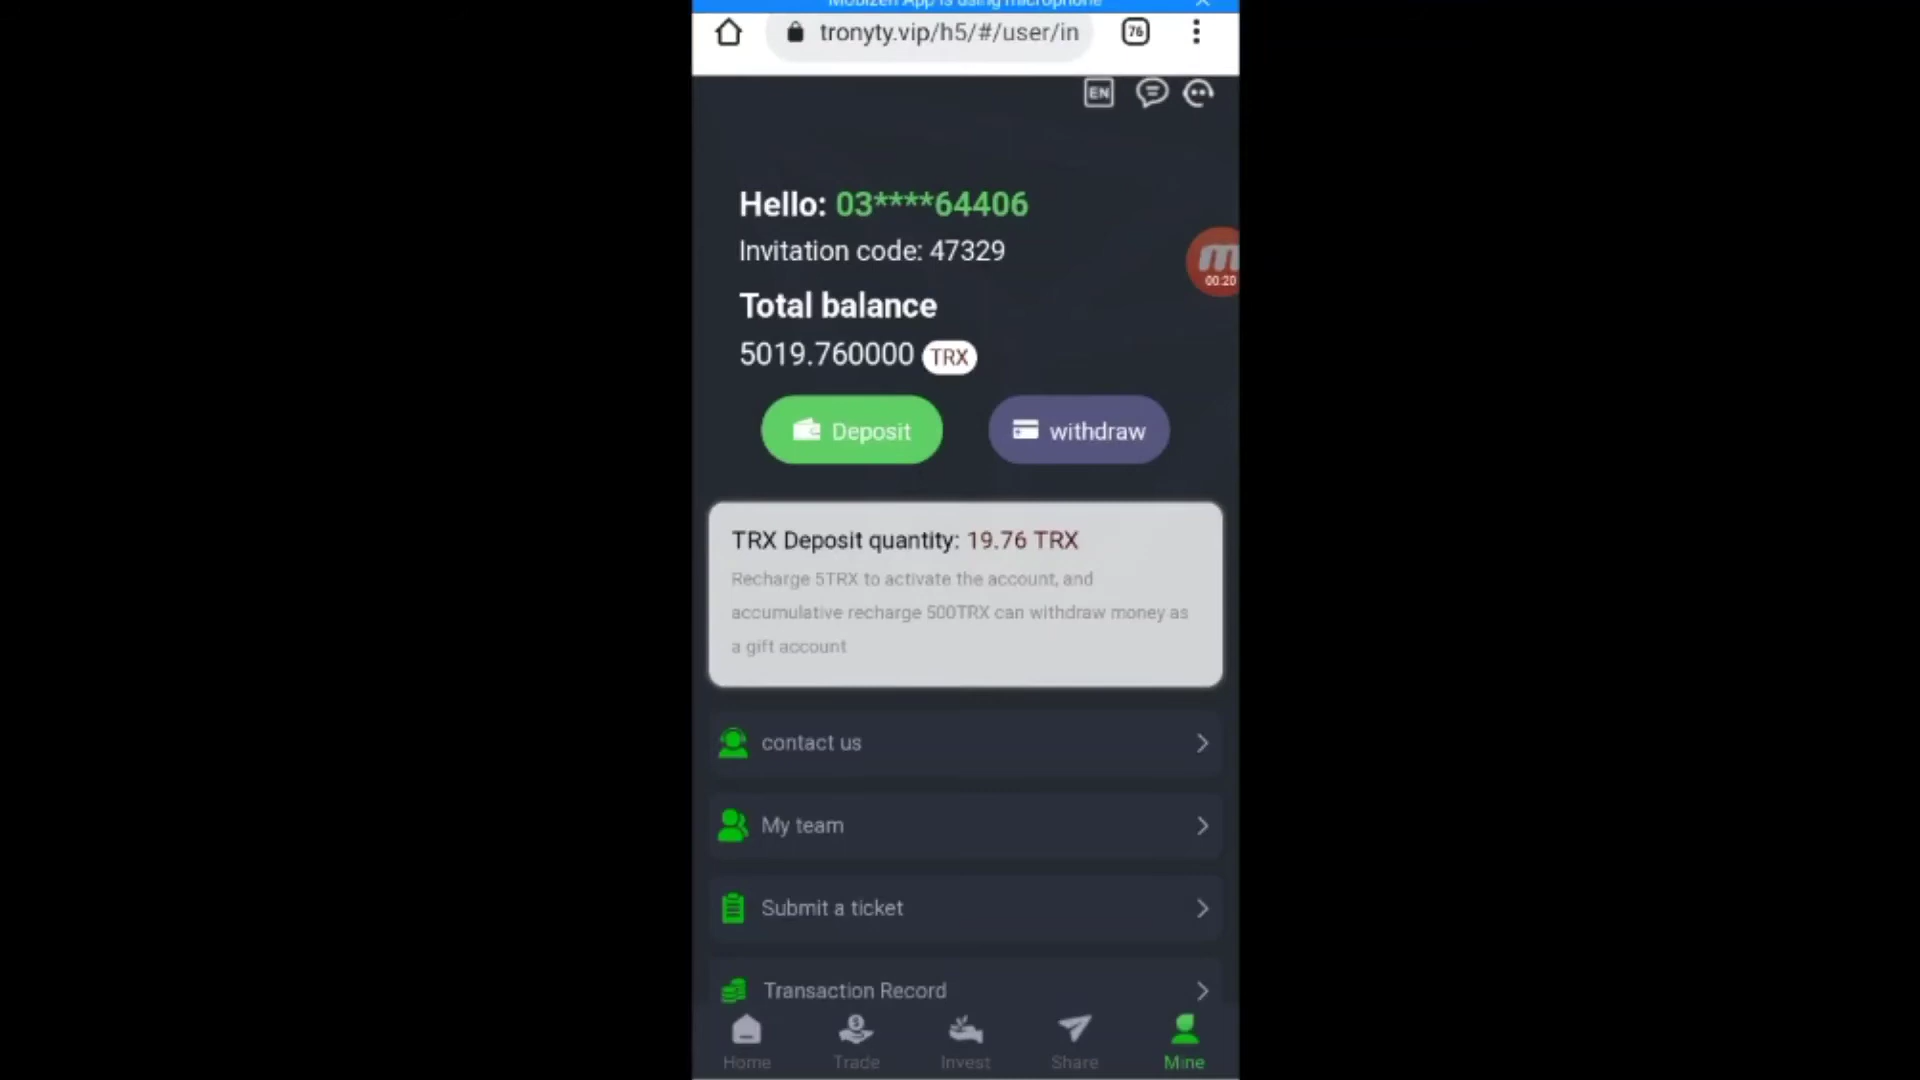 Mobizen App is using microphone
tronyty.vip/h5/#/user/in
76
EN
Hello: 03****64406
Invitation code: 47329
m
00:20
Total balance
5019.760000 TRX
Deposit
withdraw
TRX Deposit quantity: 19.76 TRX
Recharge 5TRX to activate the account, and
accumulative recharge 500TRX can withdraw money as
a gift account
contact us
My team
Submit a ticket
Transaction Record
Home
Trade
Invest
Share
Mine